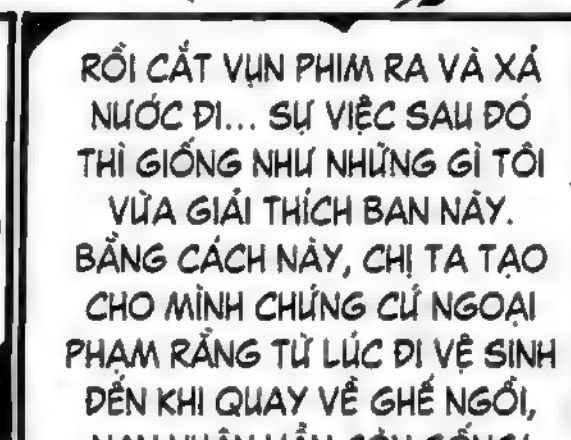 RỒI CẮT VỤN PHIM RA VÀ XẢ
NƯỚC ĐI... SỰ VIỆC SAU ĐÓ
THÌ GIỐNG NHƯ NHỮNG GÌ TÔI
VỪA GIẢI THÍCH BAN NÃY.
BẰNG CÁCH NÀY, CHỊ TA TẠO
CHO MÌNH CHỨNG CỨ NGOẠI
PHẠM RẰNG TỪ LÚC ĐI VỆ SINH
ĐẾN KHI QUAY VỀ GHẾ NGỒI,